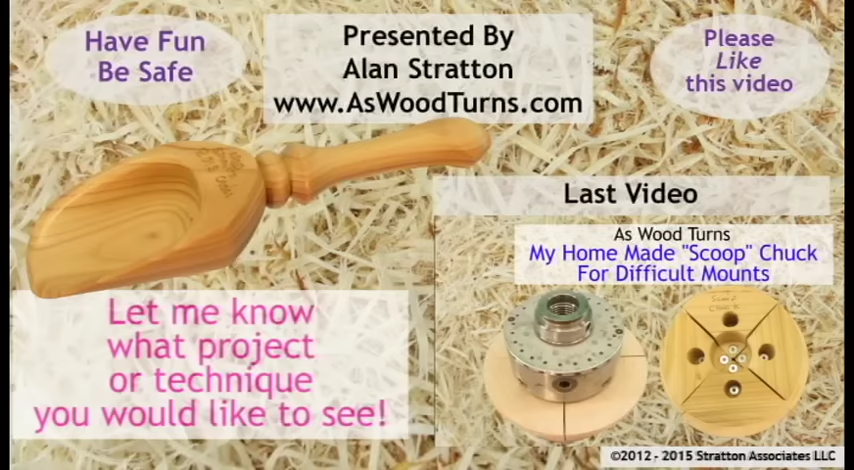 Have Fun
Be Safe
Presented By
Alan Stratton
www.AsWoodTurns.com
Please
Like
this video
Last Video
As Wood Turns
My Home Made "Scoop" Chuck
For Difficult Mounts
Let me know
what project
or technique
you would like to see!
Scoop
Chuck
©2012 - 2015 Stratton Associates LLC